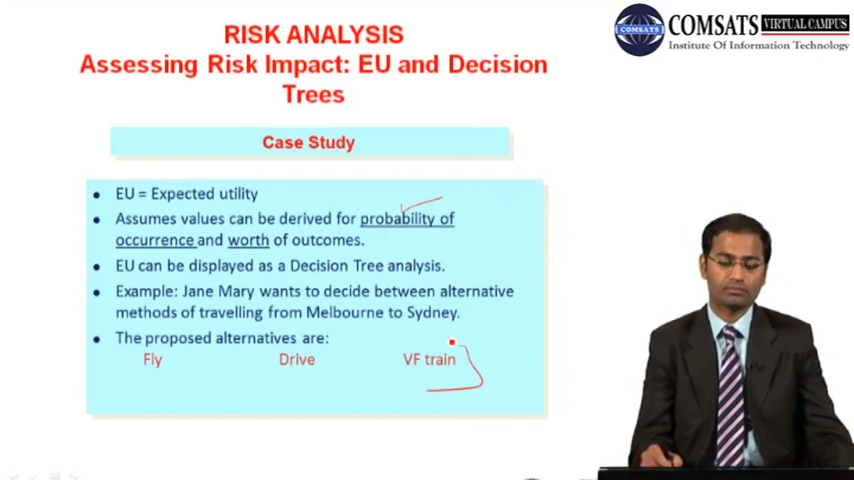 RISK ANALYSIS
Assessing Risk Impact: EU and Decision
Trees
COMSATS VIRTUAL CAMPUS
COMSATS
Institute Of Information Technology
Case Study
• EU = Expected utility
• Assumes values can be derived for probability of
occurrence and worth of outcomes.
• EU can be displayed as a Decision Tree analysis.
• Example: Jane Mary wants to decide between alternative
methods of travelling from Melbourne to Sydney.
• The proposed alternatives are:
Fly Drive VF train